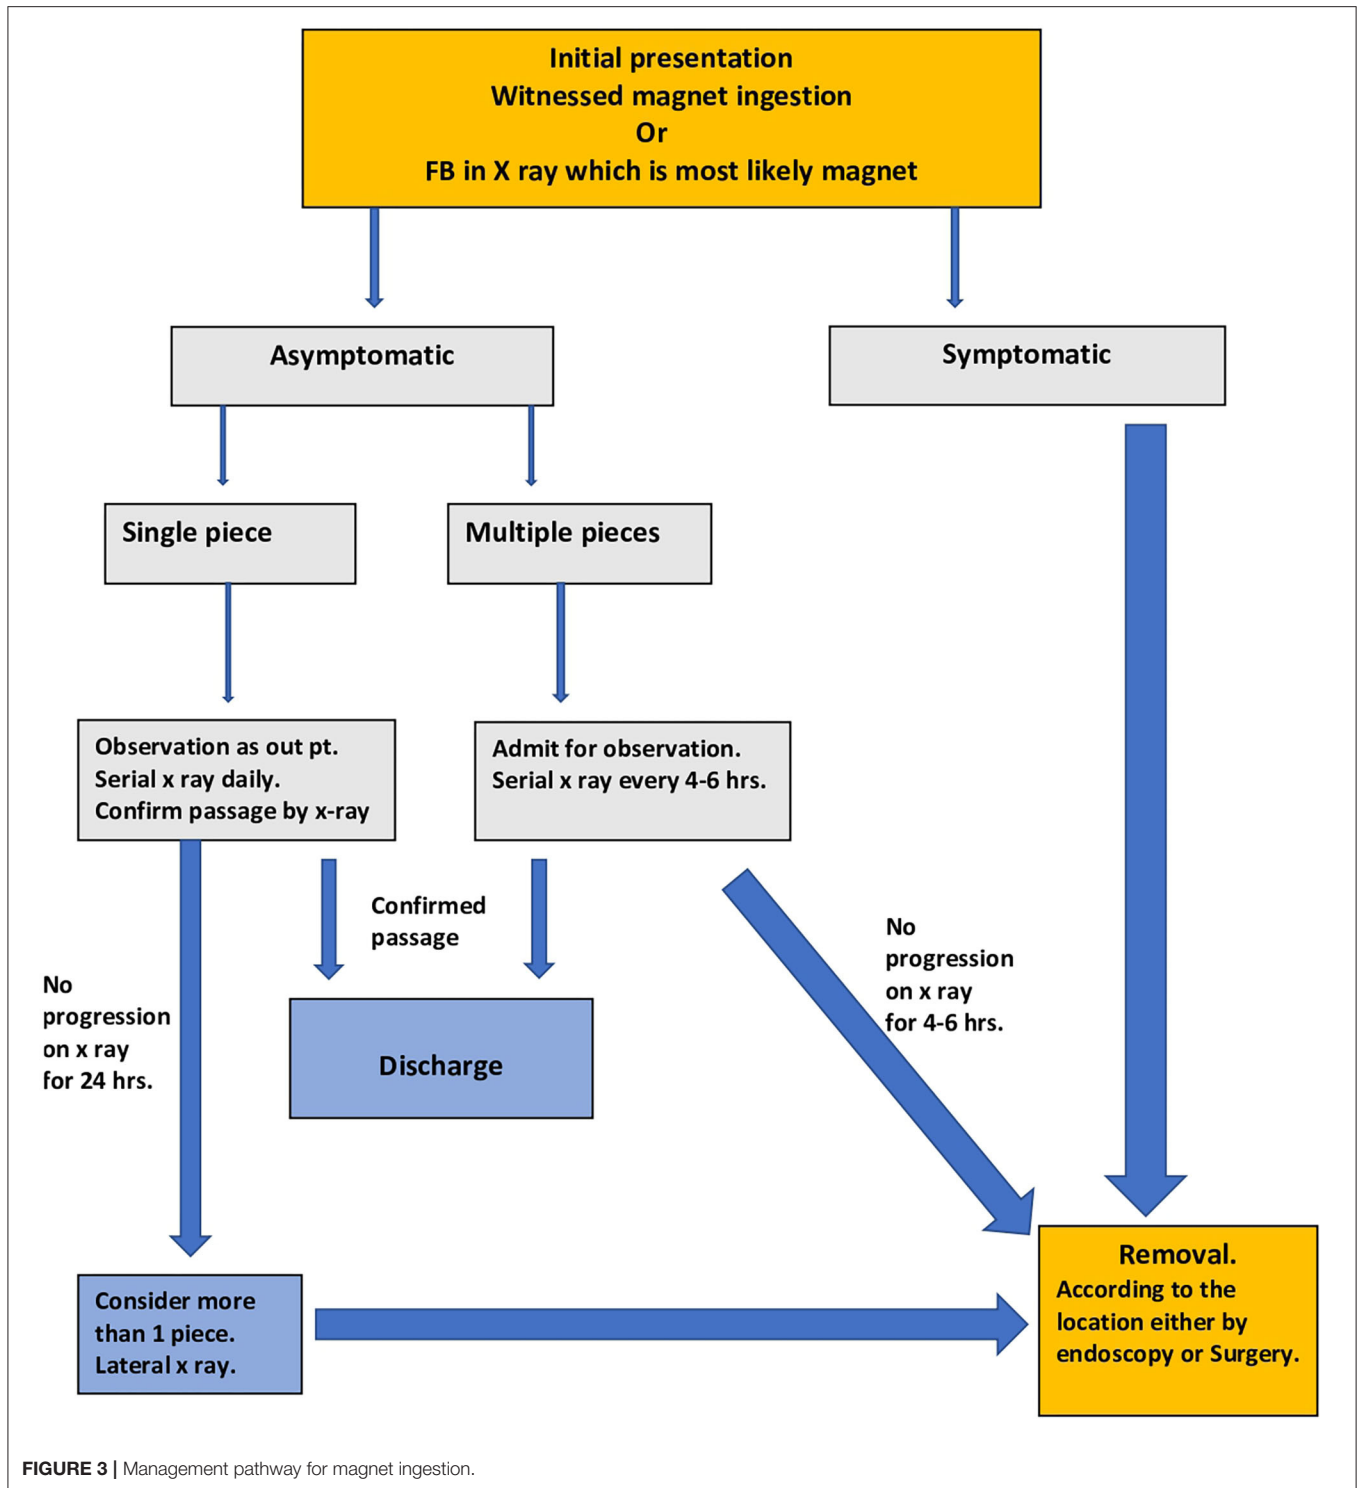 Initial presentation
Witnessed magnet ingestion
Or
FB in X ray which is most likely magnet
Asymptomatic
Symptomatic
Single piece
Multiple pieces
Observation as out pt.
Serial x ray daily.
Confirm passage by x-ray
Admit for observation.
Serial x ray every 4-6 hrs.
Confirmed
passage
No
progression
on x ray
for 4-6 hrs.
No
progression
on x ray
for 24 hrs.
Discharge
Consider more
than 1 piece.
Lateral x ray.
Removal.
According to the
location either by
endoscopy or Surgery.
FIGURE 3 | Management pathway for magnet ingestion.